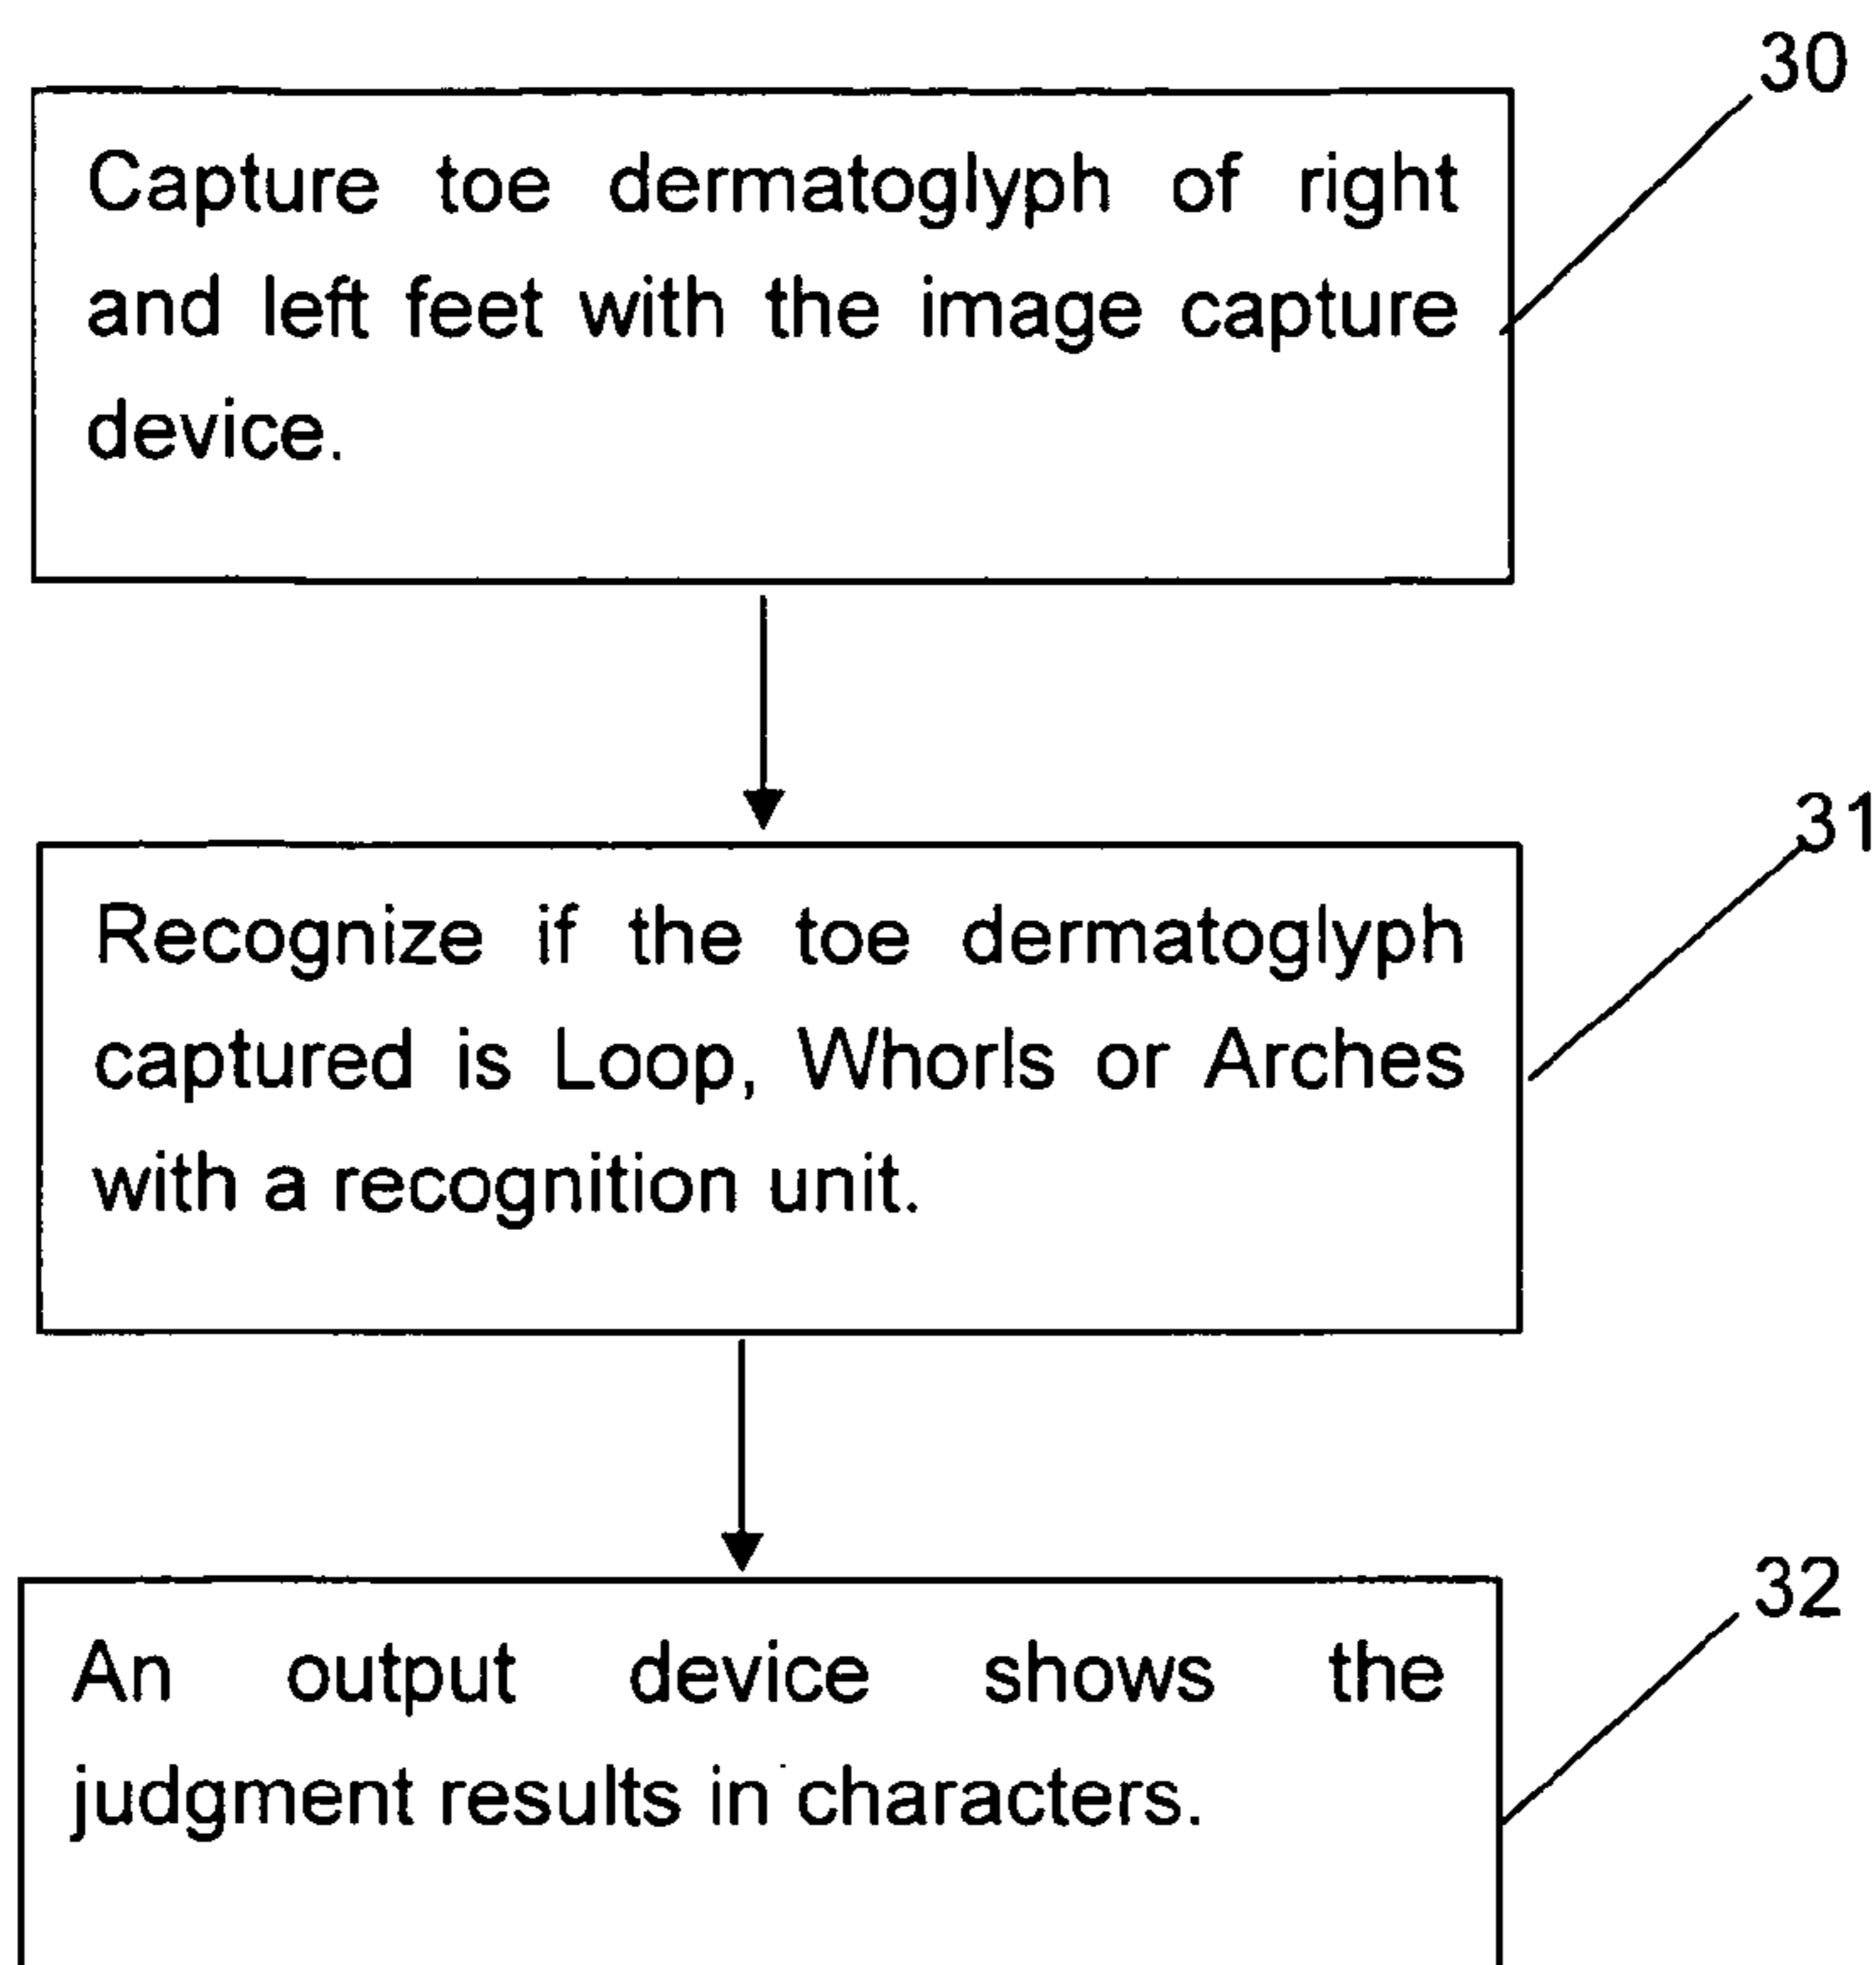 30
Capture toe dermatoglyph of right
and left feet with the image capture
device.
31
Recognize if the toe dermatoglyph
captured is Loop, Whorls or Arches
with a recognition unit.
32
An output device shows the
judgment results in characters.